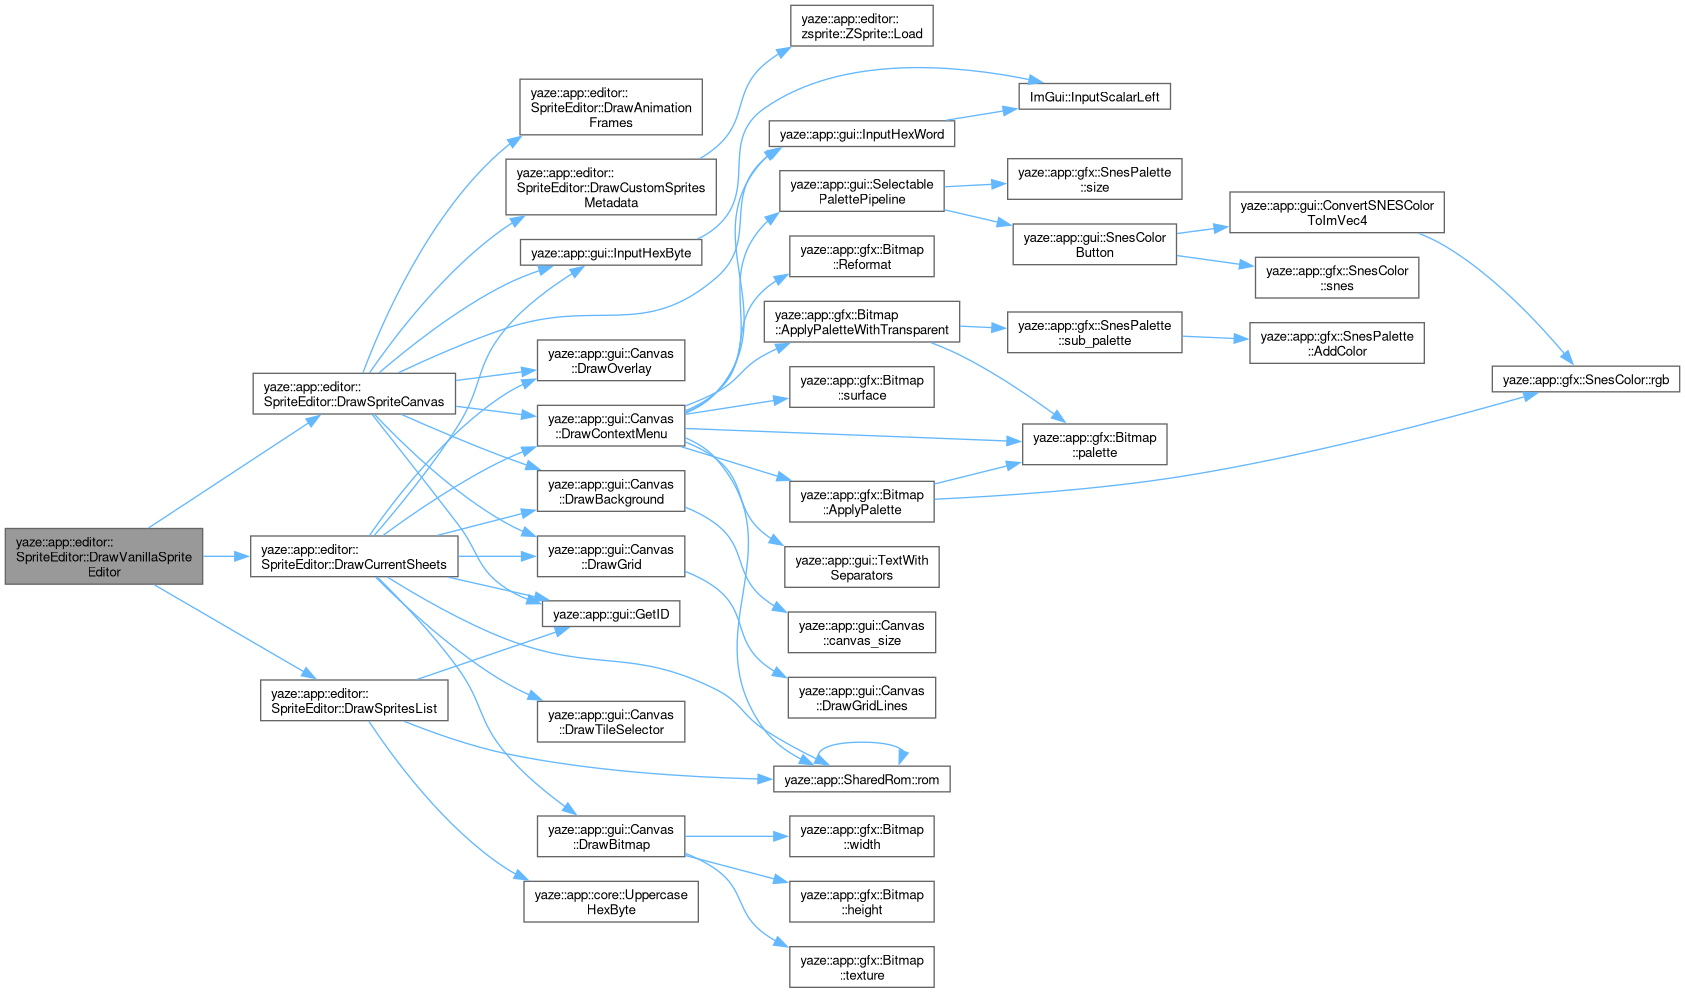 yaze::app::editor::
SpriteEditor::DrawVanillaSprite
Editor
yaze::app::editor::
SpriteEditor::DrawSpriteCanvas
yaze::app::editor::
SpriteEditor::DrawCurrentSheets
yaze::app::editor::
SpriteEditor::DrawSpritesList
yaze::app::editor::
SpriteEditor::DrawAnimation
Frames
yaze::app::editor::
SpriteEditor::DrawCustomSprites
Metadata
yaze::app::gui::InputHexByte
yaze::app::gui::Canvas
::DrawOverlay
yaze::app::gui::Canvas
::DrawContextMenu
yaze::app::gui::Canvas
::DrawBackground
yaze::app::gui::Canvas
::DrawGrid
yaze::app::gui::GetID
yaze::app::gui::Canvas
::DrawTileSelector
yaze::app::gui::Canvas
::DrawBitmap
yaze::app::core::Uppercase
HexByte
yaze::app::editor::
zsprite::ZSprite::Load
yaze::app::gui::InputHexWord
yaze::app::gui::Selectable
PalettePipeline
yaze::app::gfx::Bitmap
::Reformat
yaze::app::gfx::Bitmap
::ApplyPaletteWithTransparent
yaze::app::gfx::Bitmap
::surface
yaze::app::gfx::Bitmap
::ApplyPalette
yaze::app::gui::TextWith
Separators
yaze::app::gui::Canvas
::canvas_size
yaze::app::gui::Canvas
::DrawGridLines
yaze::app::SharedRom::rom
yaze::app::gfx::Bitmap
::width
yaze::app::gfx::Bitmap
::height
yaze::app::gfx::Bitmap
::texture
ImGui::InputScalarLeft
yaze::app::gfx::SnesPalette
::size
yaze::app::gui::SnesColor
Button
yaze::app::gfx::SnesPalette
::sub_palette
yaze::app::gfx::Bitmap
::palette
yaze::app::gui::ConvertSNESColor
ToImVec4
yaze::app::gfx::SnesColor
::snes
yaze::app::gfx::SnesPalette
::AddColor
yaze::app::gfx::SnesColor::rgb